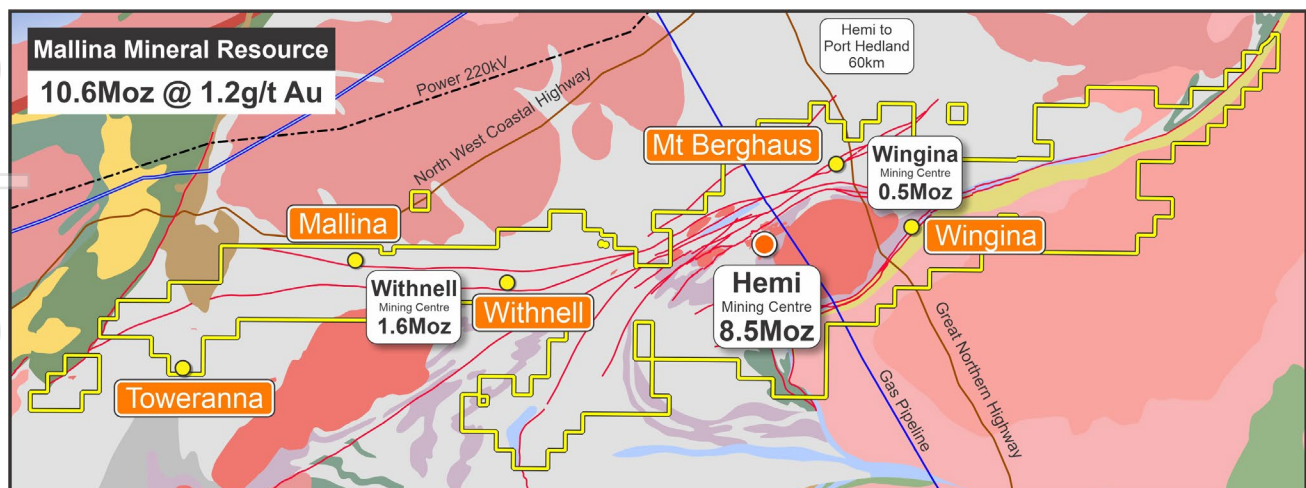 Mallina Mineral Resource
10.6Moz @ 1.2g/t Au
Power 220kV
North West Coastal Highway
Hemi to
Port Hedland
60km
Mt Berghaus
Wingina
Mining Centre
0.5Moz
Mallina
Wingina
Withnell
Mining Centre
1.6Moz
Withnell
Hemi
Mining Centre
8.5Moz
Toweranna
Gas Pipeline
Great Northern Highway